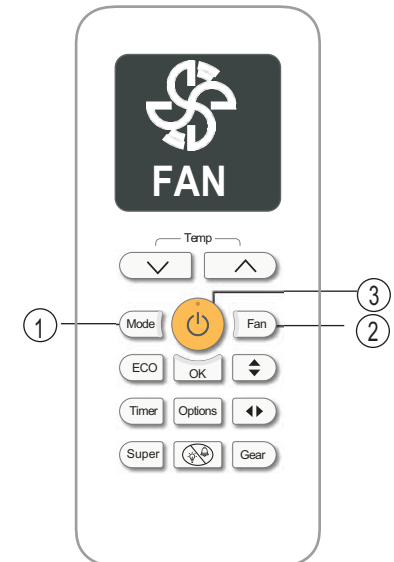 FAN
Temp
3
1 Mode Fan 2
ECO OK
Timer Options
Super Gear